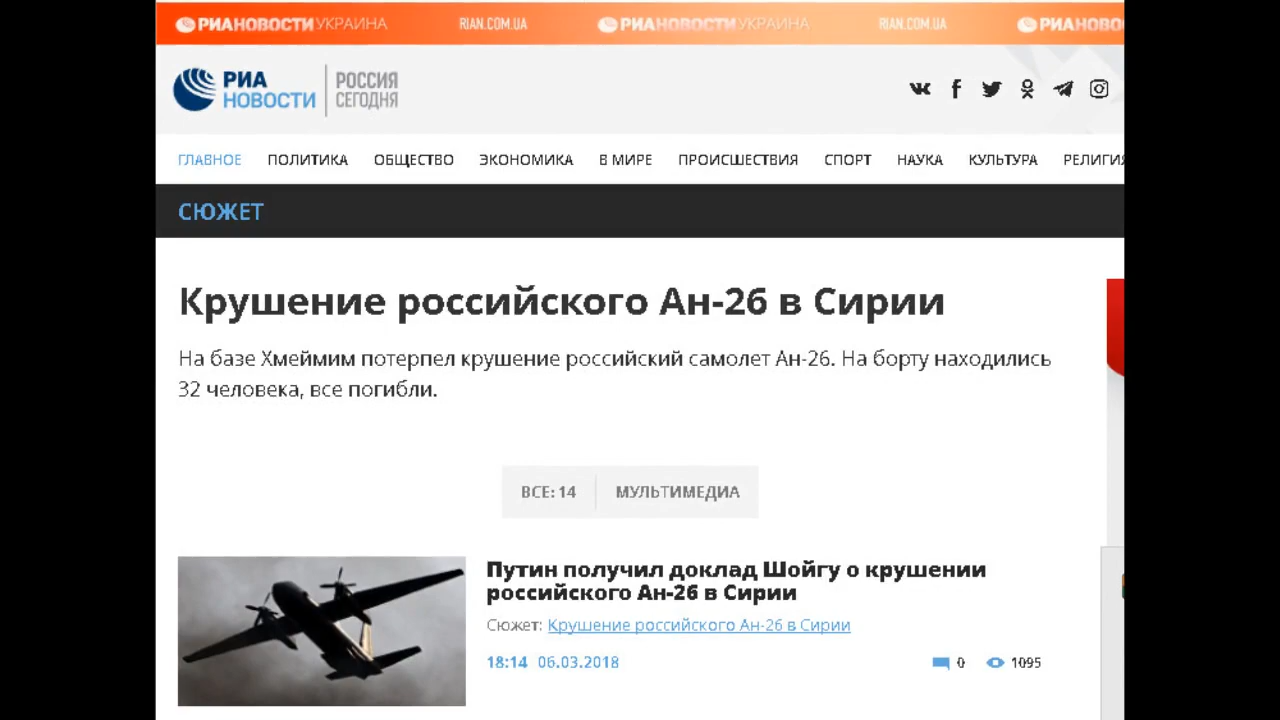 РИАНОВОСТИ УКРАИНА RIAN.COM.UA РИАНОВОСТИ УКРАИНА RIAN.COM.UA РИАНОВО
РИА НОВОСТИ РОССИЯ СЕГОДНЯ
ГЛАВНОЕ ПОЛИТИКА ОБЩЕСТВО ЭКОНОМИКА В МИРЕ ПРОИСШЕСТВИЯ СПОРТ НАУКА КУЛЬТУРА РЕЛИГИЯ
СЮЖЕТ
Крушение российского Ан-26 в Сирии
На базе Хмеймим потерпел крушение российский самолет Ан-26. На борту находились
32 человека, все погибли.
ВСЕ: 14 МУЛЬТИМЕДИА
Путин получил доклад Шойгу о крушении
российского Ан-26 в Сирии
Сюжет: Крушение российского Ан-26 в Сирии
18:14 06.03.2018 0 1095